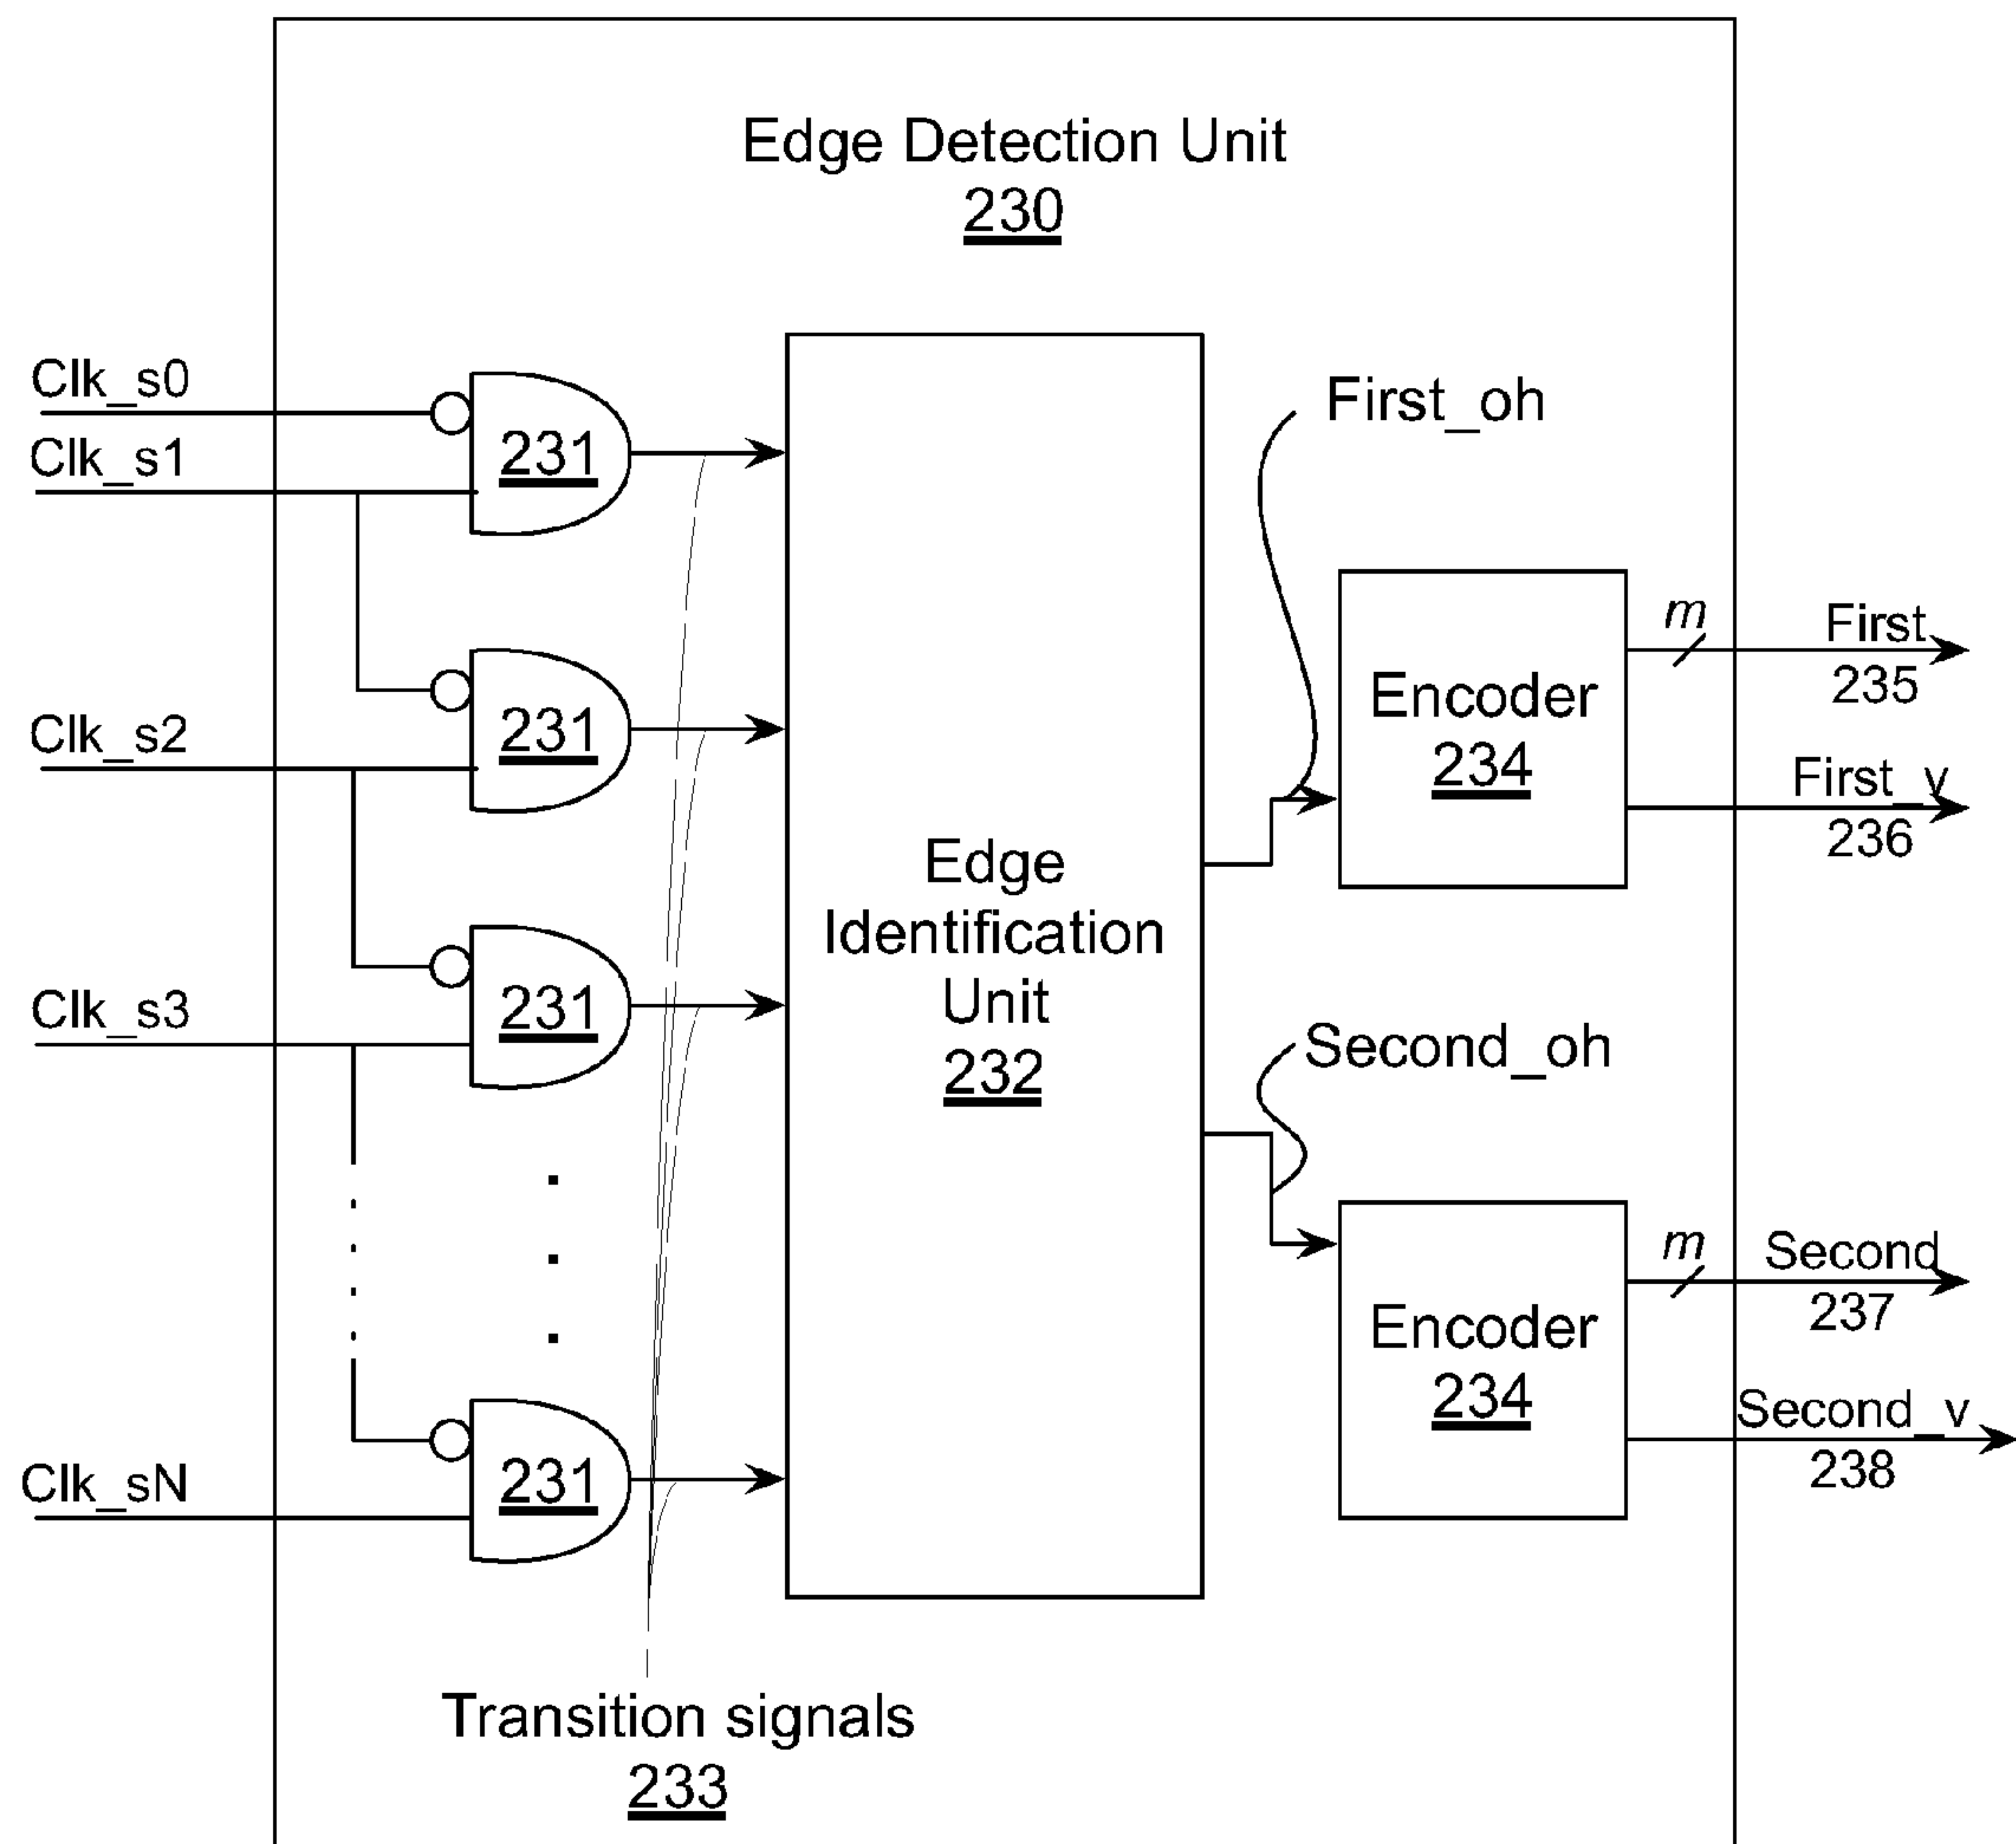 Edge Detection Unit
230
Clk_s0
Clk_s1
231
First_oh
m
First
235
Clk_s2
231
Encoder
234
First_v
236
Edge
Identification
Unit
232
Clk_s3
231
Second_oh
m
Second
237
Encoder
234
Second_v
238
Clk_sN
231
Transition signals
233